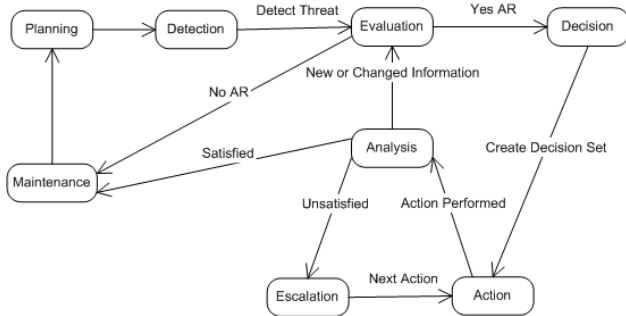 Detect Threat
Yes AR
Planning
Detection
Evaluation
Decision
New or Changed Information
No AR
Satisfied
Analysis
Create Decision Set
Maintenance
Unsatisfied
Action Performed
Next Action
Escalation
Action